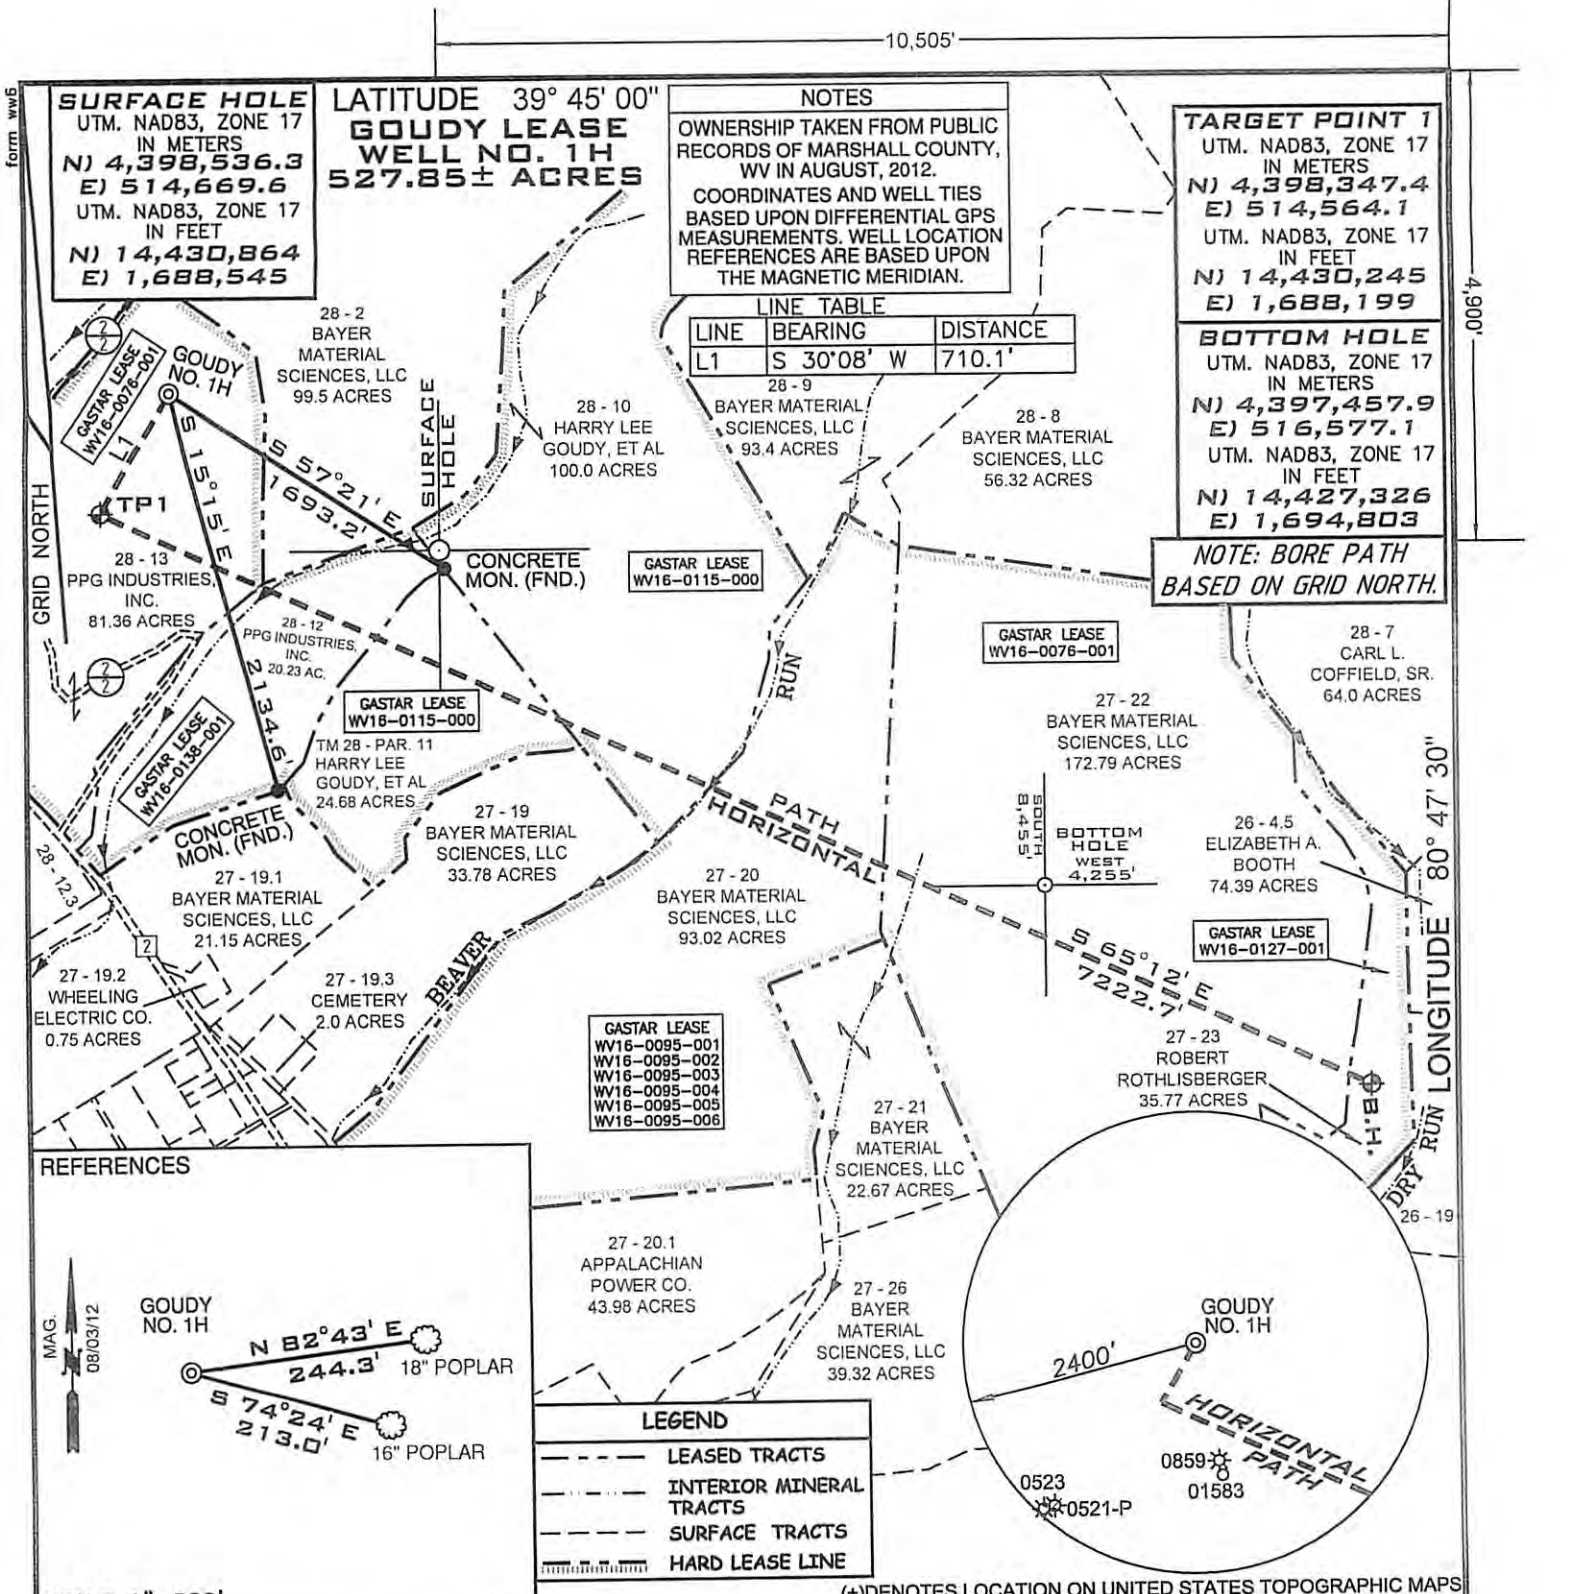 10,505'
form ww6
SURFACE HOLE
UTM. NAD83, ZONE 17
IN METERS
N) 4,398,536.3
E) 514,669.6
UTM. NAD83, ZONE 17
IN FEET
N) 14,430,864
E) 1,688,545
LATITUDE 39° 45' 00"
GOUDY LEASE
WELL NO. 1H
527.85± ACRES
NOTES
OWNERSHIP TAKEN FROM PUBLIC
RECORDS OF MARSHALL COUNTY,
WV IN AUGUST, 2012.
COORDINATES AND WELL TIES
BASED UPON DIFFERENTIAL GPS
MEASUREMENTS. WELL LOCATION
REFERENCES ARE BASED UPON
THE MAGNETIC MERIDIAN.
LINE TABLE
LINE BEARING DISTANCE
L1 S 30°08' W 710.1'
TARGET POINT 1
UTM. NAD83, ZONE 17
IN METERS
N) 4,398,347.4
E) 514,564.1
UTM. NAD83, ZONE 17
IN FEET
N) 14,430,245
E) 1,688,199
BOTTOM HOLE
UTM. NAD83, ZONE 17
IN METERS
N) 4,397,457.9
E) 516,577.1
UTM. NAD83, ZONE 17
IN FEET
N) 14,427,326
E) 1,694,803
NOTE: BORE PATH
BASED ON GRID NORTH.
4,900'
2
2
GASTAR LEASE
WV16-0076-001
GOUDY
NO. 1H
28 - 2
BAYER
MATERIAL
SCIENCES, LLC
99.5 ACRES
SURFACE
HOLE
28 - 10
HARRY LEE
GOUDY, ET AL
100.0 ACRES
28 - 9
BAYER MATERIAL
SCIENCES, LLC
93.4 ACRES
28 - 8
BAYER MATERIAL
SCIENCES, LLC
56.32 ACRES
L1
TP1
S 15°15' E
2134.6'
S 57°21' E
1693.2'
GRID NORTH
28 - 13
PPG INDUSTRIES,
INC.
81.36 ACRES
28 - 12
PPG INDUSTRIES,
INC.
20.23 AC.
CONCRETE
MON. (FND.)
GASTAR LEASE
WV16-0115-000
GASTAR LEASE
WV16-0076-001
28 - 7
CARL L.
COFFIELD, SR.
64.0 ACRES
2
2
GASTAR LEASE
WV16-0138-001
GASTAR LEASE
WV16-0115-000
TM 28 - PAR. 11
HARRY LEE
GOUDY, ET AL
24.68 ACRES
RUN
27 - 22
BAYER MATERIAL
SCIENCES, LLC
172.79 ACRES
CONCRETE
MON. (FND.)
27 - 19
BAYER MATERIAL
SCIENCES, LLC
33.78 ACRES
PATH
HORIZONTAL
SOUTH
8,455'
BOTTOM
HOLE
WEST
4,255'
26 - 4.5
ELIZABETH A.
BOOTH
74.39 ACRES
LONGITUDE 80° 47' 30"
28 - 12.3
27 - 19.1
BAYER MATERIAL
SCIENCES, LLC
21.15 ACRES
27 - 20
BAYER MATERIAL
SCIENCES, LLC
93.02 ACRES
GASTAR LEASE
WV16-0127-001
S 65°12' E
7222.7'
2
27 - 19.2
WHEELING
ELECTRIC CO.
0.75 ACRES
27 - 19.3
CEMETERY
2.0 ACRES
BEAVER
GASTAR LEASE
WV16-0095-001
WV16-0095-002
WV16-0095-003
WV16-0095-004
WV16-0095-005
WV16-0095-006
27 - 23
ROBERT
ROTHLISBERGER
35.77 ACRES
B.H.
27 - 21
BAYER
MATERIAL
SCIENCES, LLC
22.67 ACRES
DRY RUN
26 - 19
REFERENCES
MAG.
08/03/12
GOUDY
NO. 1H
N 82°43' E
244.3'
18" POPLAR
S 74°24' E
213.0'
16" POPLAR
27 - 20.1
APPALACHIAN
POWER CO.
43.98 ACRES
27 - 26
BAYER
MATERIAL
SCIENCES, LLC
39.32 ACRES
GOUDY
NO. 1H
2400'
HORIZONTAL
PATH
0859
01583
0523
0521-P
LEGEND
LEASED TRACTS
INTERIOR MINERAL
TRACTS
SURFACE TRACTS
HARD LEASE LINE
(+)DENOTES LOCATION ON UNITED STATES TOPOGRAPHIC MAPS